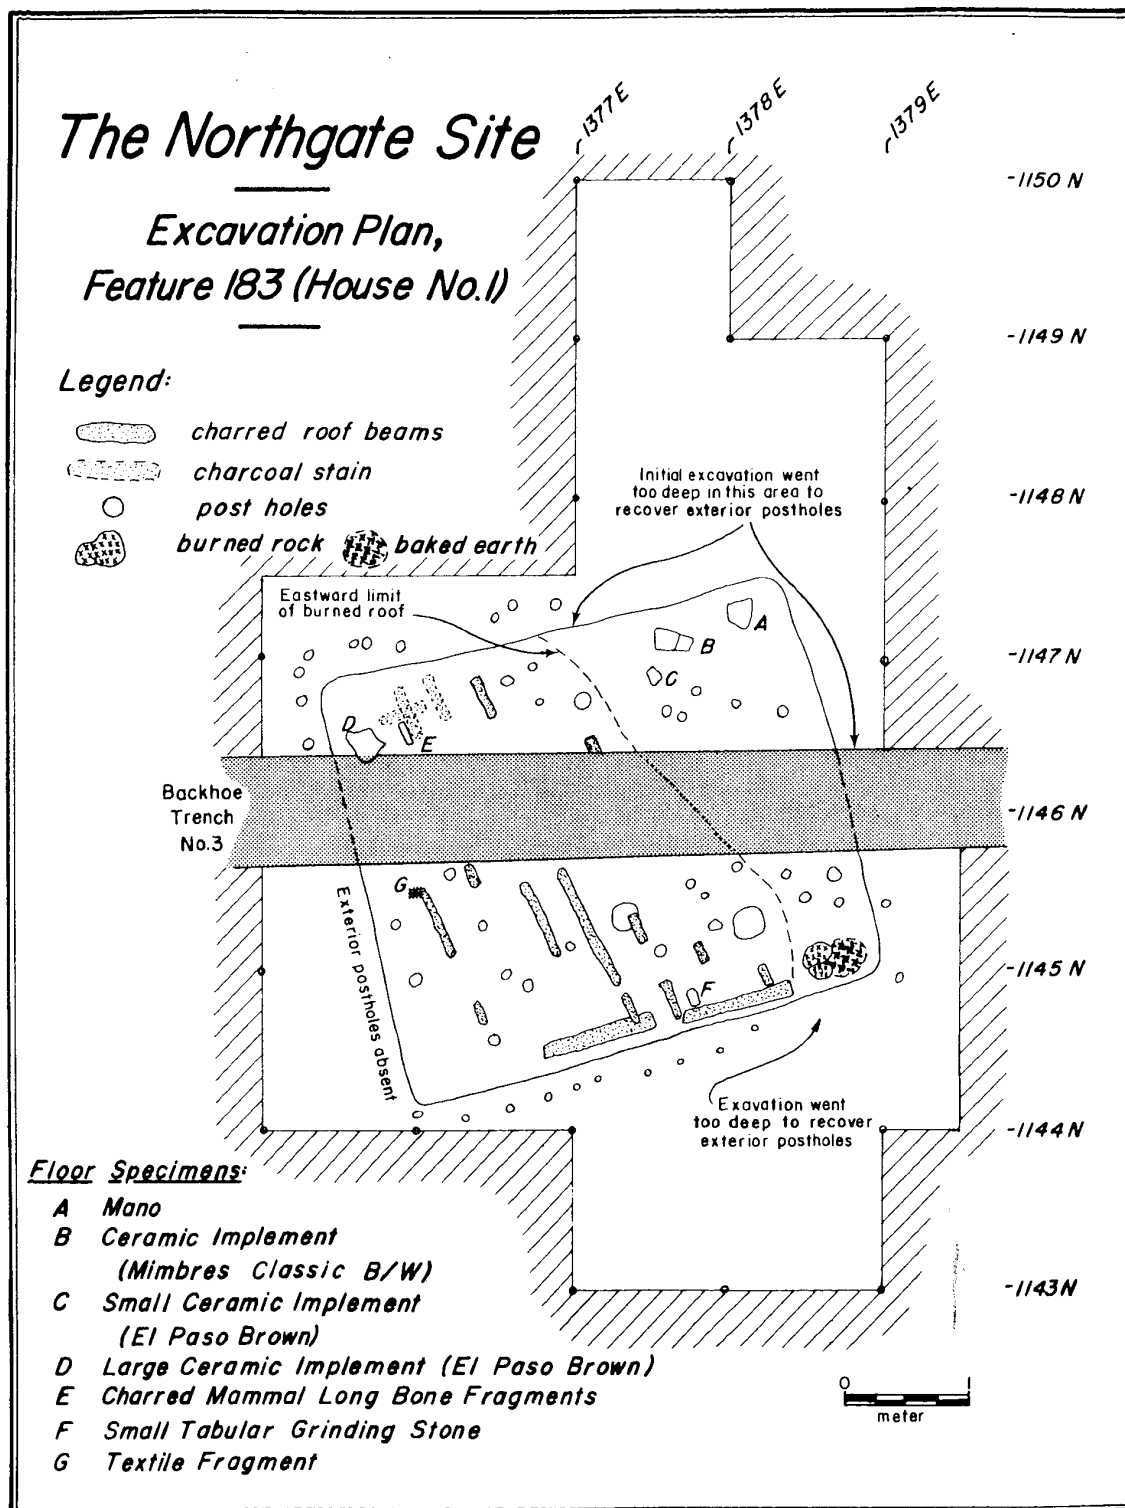 The Northgate Site
Excavation Plan,
Feature 183 (House No.1)
Legend:
charred roof beams
charcoal stain
post holes
burned rock
baked earth
1377 E
1378 E
1379 E
-1150 N
-1149 N
-1148 N
-1147 N
-1146 N
-1145 N
-1144 N
-1143 N
Initial excavation went
too deep in this area to
recover exterior postholes
Eastward limit
of burned roof
A
B
C
D
E
Backhoe
Trench
No.3
G
F
Exterior postholes absent
Exavation went
too deep to recover
exterior postholes
Floor Specimens:
A Mano
B Ceramic Implement
(Mimbres Classic B/W)
C Small Ceramic Implement
(El Paso Brown)
D Large Ceramic Implement (El Paso Brown)
E Charred Mammal Long Bone Fragments
F Small Tabular Grinding Stone
G Textile Fragment
0 1
meter